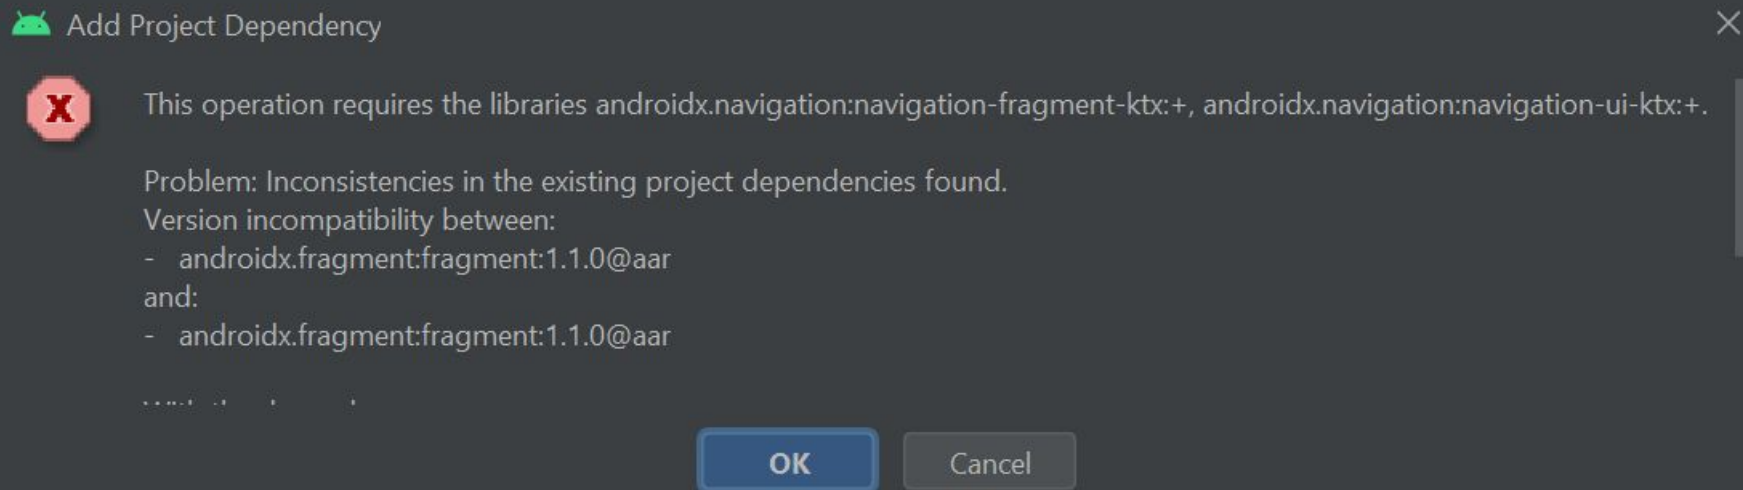 Add Project Dependency
This operation requires the libraries androidx.navigation:navigation-fragment-ktx:+, androidx.navigation:navigation-ui-ktx:+.
Problem: Inconsistencies in the existing project dependencies found.
Version incompatibility between:
- androidx.fragment:fragment:1.1.0@aar
and:
- androidx.fragment:fragment:1.1.0@aar
OK
Cancel